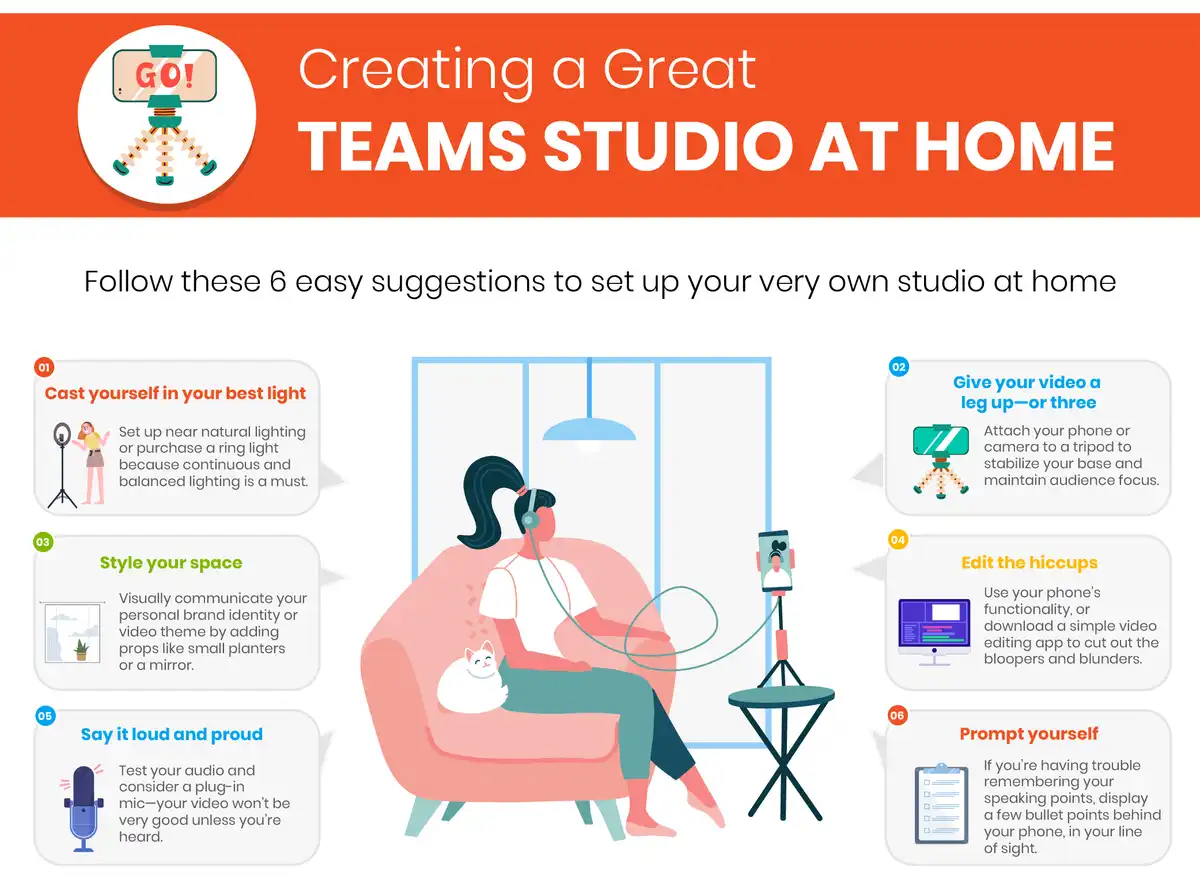 GO!
Creating a Great
TEAMS STUDIO AT HOME
Follow these 6 easy suggestions to set up your very own studio at home
01
Cast yourself in your best light
Set up near natural lighting
or purchase a ring light
because continuous and
balanced lighting is a must.
02
Give your video a
leg up—or three
Attach your phone or
camera to a tripod to
stabilize your base and
maintain audience focus.
03
Style your space
Visually communicate your
personal brand identity or
video theme by adding
props like small planters
or a mirror.
04
Edit the hiccups
Use your phone's
functionality, or
download a simple video
editing app to cut out the
bloopers and blunders.
05
Say it loud and proud
Test your audio and
consider a plug-in
mic—your video won't be
very good unless you're
heard.
06
Prompt yourself
If you're having trouble
remembering your
speaking points, display
a few bullet points behind
your phone, in your line
of sight.